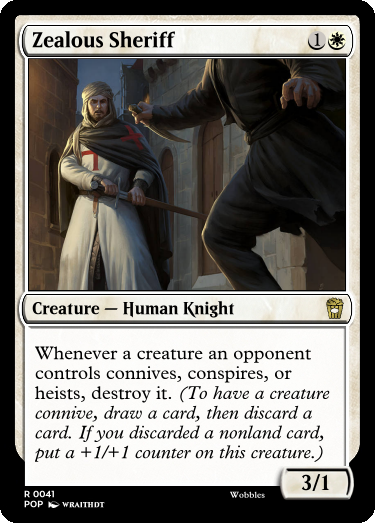 Zealous Sheriff 1
Creature — Human Knight
Whenever a creature an opponent
controls connives, conspires, or
heists, destroy it. (To have a creature
connive, draw a card, then discard a
card. If you discarded a nonland card,
put a +1/+1 counter on this creature.)
3/1
R 0041
POP WRAITHDT
Wobbles